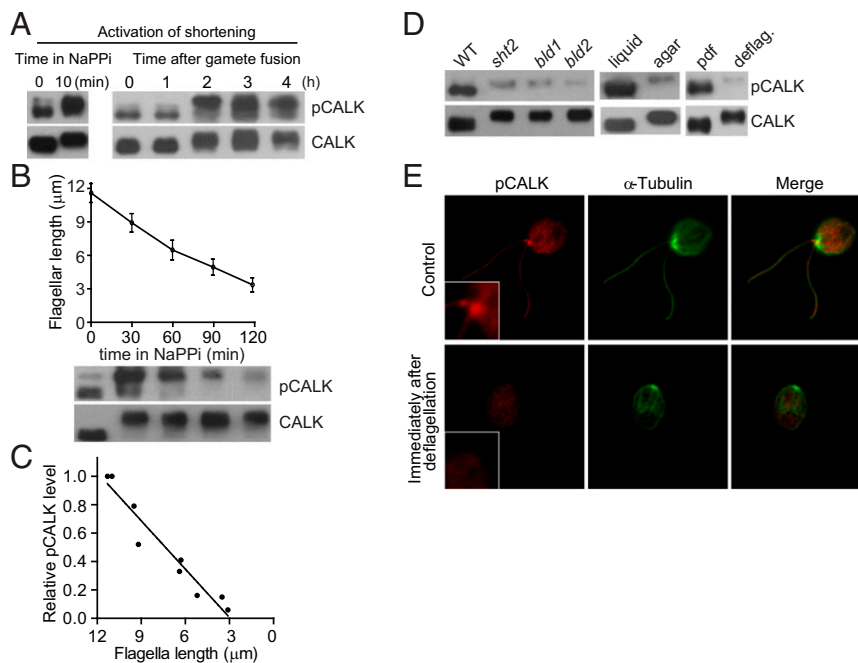 A
Activation of shortening
Time in NaPPi
Time after gamete fusion
0 10 (min)
0 1 2 3 4 (h)
pCALK
CALK
B
Flagellar length (μm)
12
9
6
3
0
0 30 60 90 120
time in NaPPi (min)
pCALK
CALK
C
Relative pCALK level
1.0
0.8
0.6
0.4
0.2
0.0
12 9 6 3 0
Flagella length (μm)
D
WT sht2 bld1 bld2 liquid agar pdf deflag.
pCALK
CALK
E
pCALK α-Tubulin Merge
Control
Immediately after
deflagellation